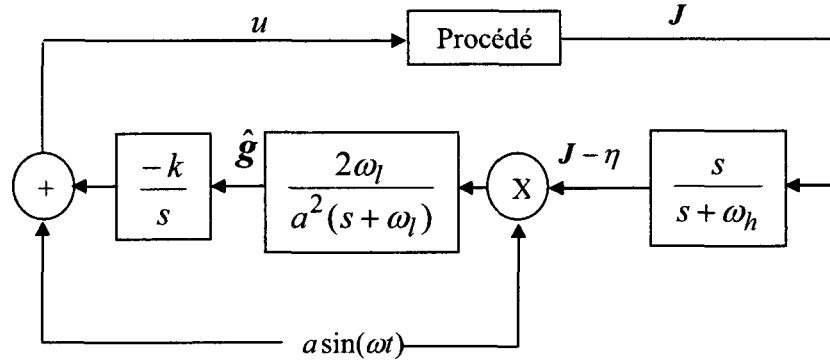 u
Procédé
J
+
-k
s
ĝ
2ω_l
a²(s + ω_l)
X
J - η
s
s + ω_h
a sin(ωt)